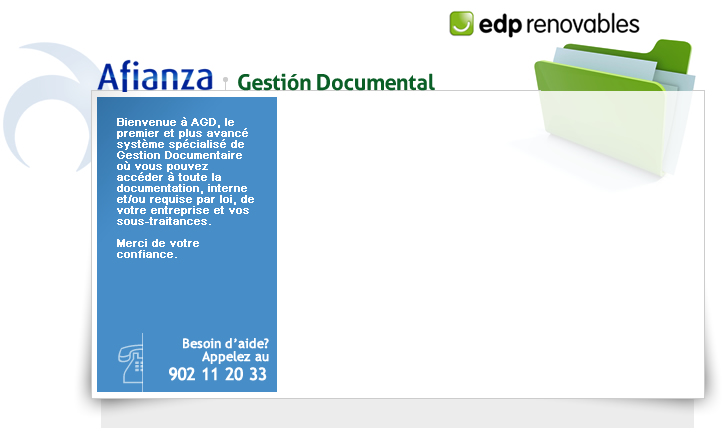 edp renovables
Afianza Gestión Documental
Bienvenue à AGD, le
premier et plus avancé
système spécialisé de
Gestion Documentaire
où vous pouvez
accéder à toute la
documentation, interne
et/ou requise par loi, de
votre entreprise et vos
sous-traitances.
Merci de votre
confiance.
Besoin d'aide?
Appelez au
902 11 20 33